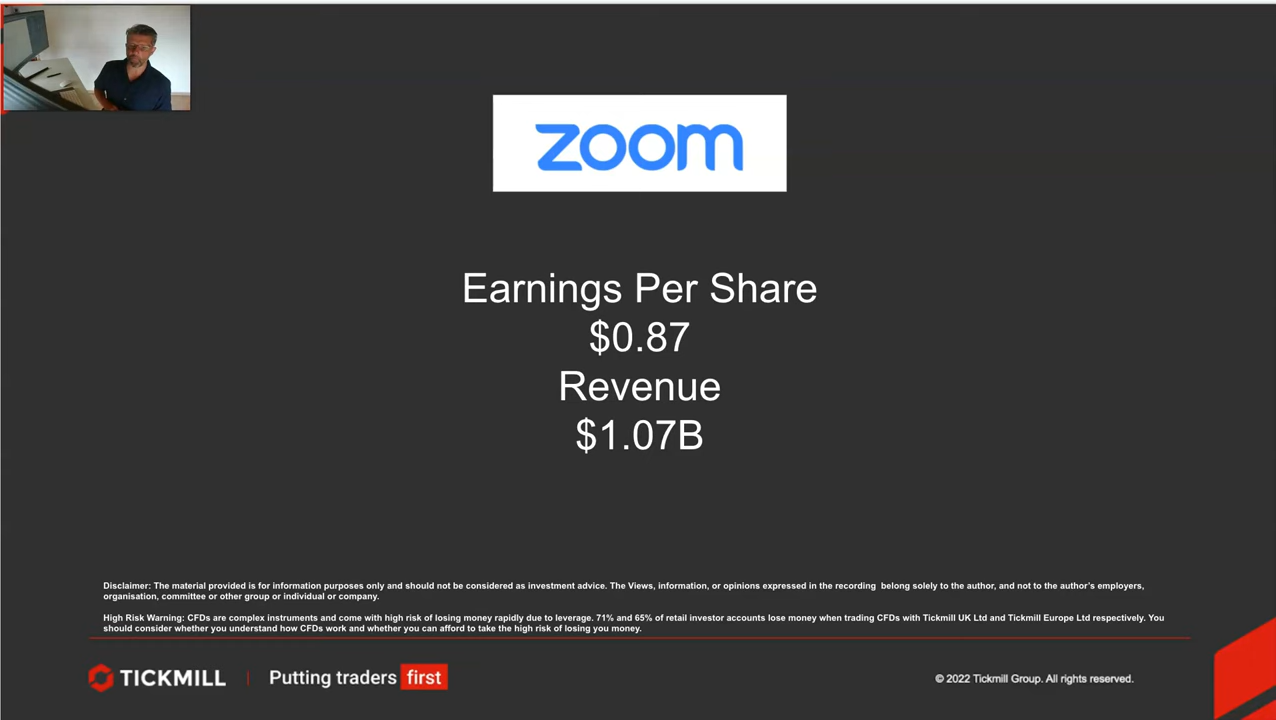 zoom
Earnings Per Share
$0.87
Revenue
$1.07B
Disclaimer: The material provided is for information purposes only and should not be considered as investment advice. The Views, information, or opinions expressed in the recording  belong solely to the author, and not to the author's employers,
organisation, committee or other group or individual or company.
High Risk Warning: CFDs are complex instruments and come with high risk of losing money rapidly due to leverage. 71% and 65% of retail investor accounts lose money when trading CFDs with Tickmill UK Ltd and Tickmill Europe Ltd respectively. You
should consider whether you understand how CFDs work and whether you can afford to take the high risk of losing you money.
TICKMILL | Putting traders first
© 2022 Tickmill Group. All rights reserved.